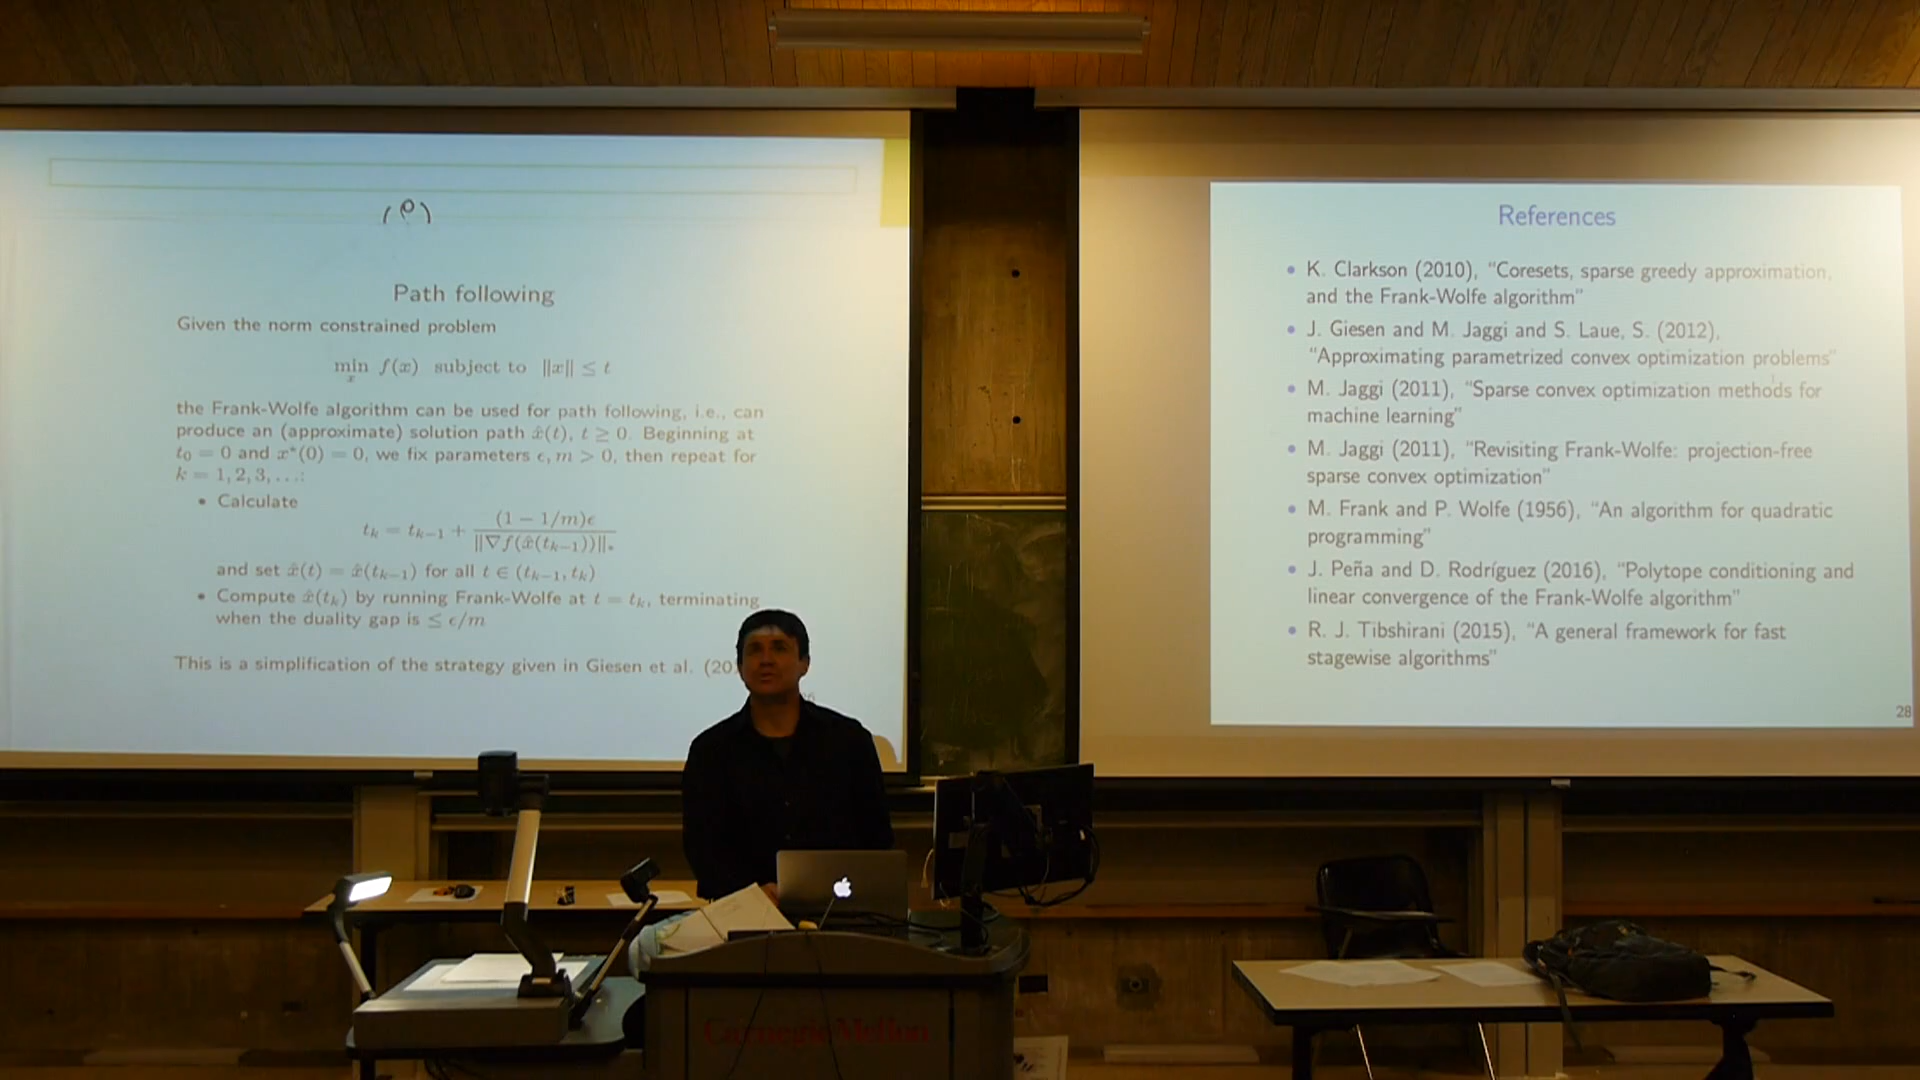 Path following
Given the norm constrained problem
min f(x) subject to ‖x‖ ≤ t
x
the Frank-Wolfe algorithm can be used for path following, i.e., can
produce an (approximate) solution path x̂(t), t ≥ 0. Beginning at
t₀ = 0 and x*(0) = 0, we fix parameters ϵ, m > 0, then repeat for
k = 1, 2, 3, . . .:
• Calculate
tₖ = tₖ₋₁ + (1 − 1/m)ϵ / ‖∇f(x̂(tₖ₋₁))‖*
and set x̂(t) = x̂(tₖ₋₁) for all t ∈ (tₖ₋₁, tₖ)
• Compute x̂(tₖ) by running Frank-Wolfe at t = tₖ, terminating
when the duality gap is ≤ ϵ/m
This is a simplification of the strategy given in Giesen et al.
References
• K. Clarkson (2010), “Coresets, sparse greedy approximation,
and the Frank-Wolfe algorithm”
• J. Giesen and M. Jaggi and S. Laue, S. (2012),
“Approximating parametrized convex optimization problems”
• M. Jaggi (2011), “Sparse convex optimization methods for
machine learning”
• M. Jaggi (2011), “Revisiting Frank-Wolfe: projection-free
sparse convex optimization”
• M. Frank and P. Wolfe (1956), “An algorithm for quadratic
programming”
• J. Peña and D. Rodríguez (2016), “Polytope conditioning and
linear convergence of the Frank-Wolfe algorithm”
• R. J. Tibshirani (2015), “A general framework for fast
stagewise algorithms”
28
Carnegie Mellon